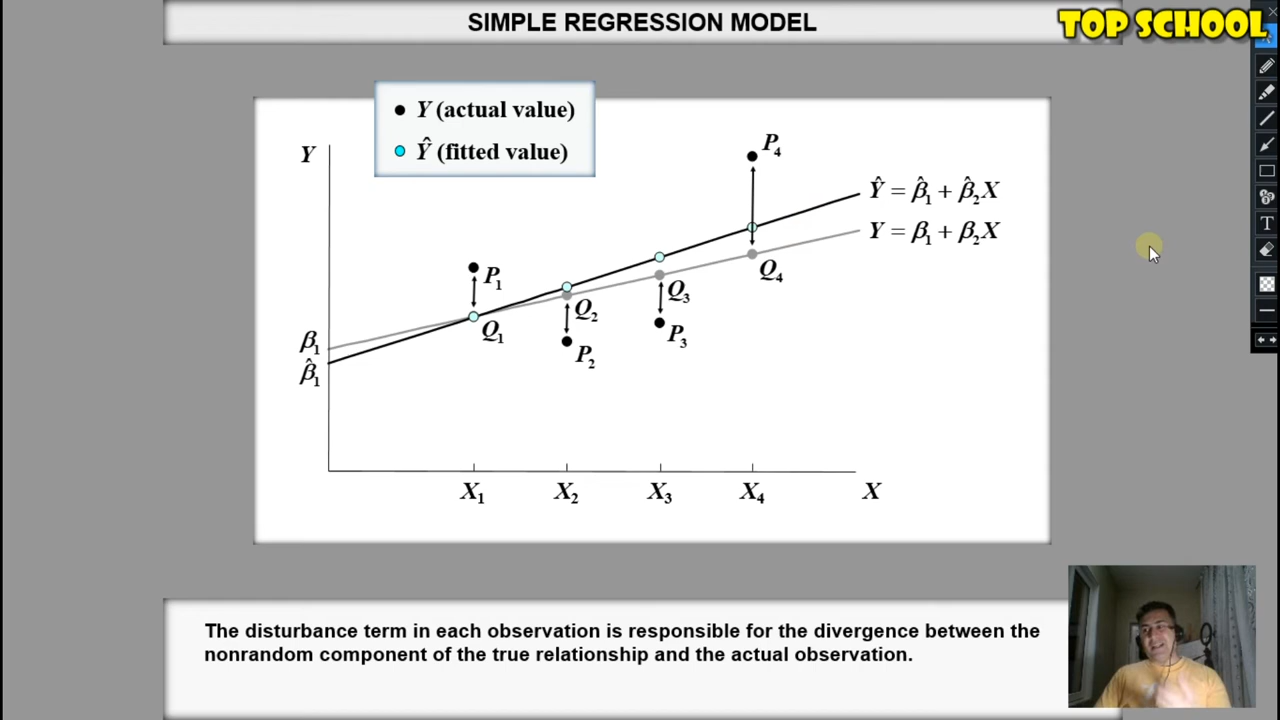 SIMPLE REGRESSION MODEL
TOP SCHOOL
Y (actual value)
Ŷ (fitted value)
Y
P₄
Ŷ = β̂₁ + β̂₂X
Y = β₁ + β₂X
P₁
Q₄
Q₃
Q₂
Q₁
P₃
P₂
β₁
β̂₁
X₁ X₂ X₃ X₄ X
The disturbance term in each observation is responsible for the divergence between the
nonrandom component of the true relationship and the actual observation.
T